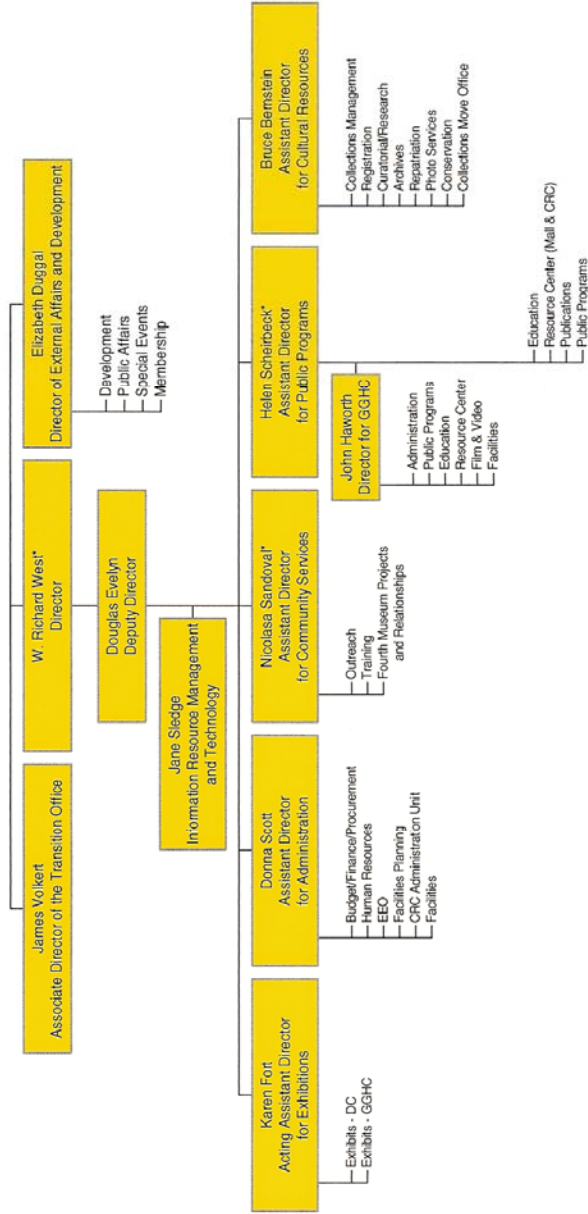 James Volkert
Associate Director of the Transition Office
W. Richard West*
Director
Elizabeth Duggal
Director of External Affairs and Development
Development
Public Affairs
Special Events
Membership
Douglas Evelyn
Deputy Director
Jane Sledge
Information Resource Management
and Technology
Karen Fort
Acting Assistant Director
for Exhibitions
Exhibits - DC
Exhibits - GGHC
Donna Scott
Assistant Director
for Administration
Budget/Finance/Procurement
Human Resources
EEO
Facilities Planning
CRC Administration Unit
Facilities
Nicolasa Sandoval*
Assistant Director
for Community Services
Outreach
Training
Fourth Museum Projects
and Relationships
Helen Scheirbeck*
Assistant Director
for Public Programs
John Haworth
Director for GGHC
Administration
Public Programs
Education
Resource Center
Film & Video
Facilities
Education
Resource Center (Mall & CRC)
Publications
Public Programs
Bruce Bernstein
Assistant Director
for Cultural Resources
Collections Management
Registration
Curatorial/Research
Archives
Repatriation
Photo Services
Conservation
Collections Move Office